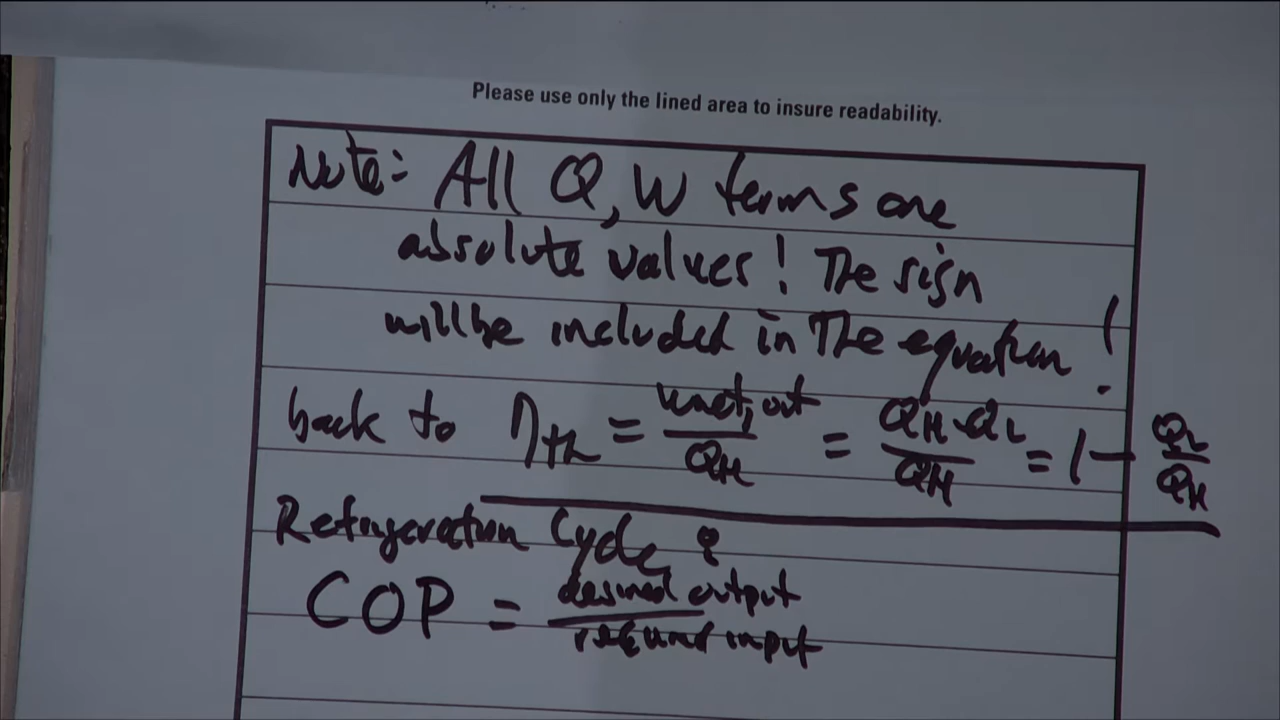 Please use only the lined area to insure readability.
Note: All Q, W terms are
absolute values! The sign
will be included in the equation!
back to ηth = Wnet, out / QH = QH - QL / QH = 1 - QL / QH
Refrigeration Cycle:
COP = desired output / required input